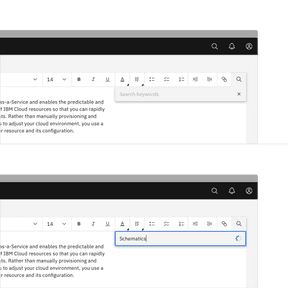 14
B I U A
Search keywords
as-a-Service and enables the predictable and
f IBM Cloud resources so that you can rapidly
ls. Rather than manually provisioning and
to adjust your cloud environment, you use a
r resource and its configuration.
14
B I U A
Schematics
as-a-Service and enables the predictable and
f IBM Cloud resources so that you can rapidly
ls. Rather than manually provisioning and
to adjust your cloud environment, you use a
r resource and its configuration.